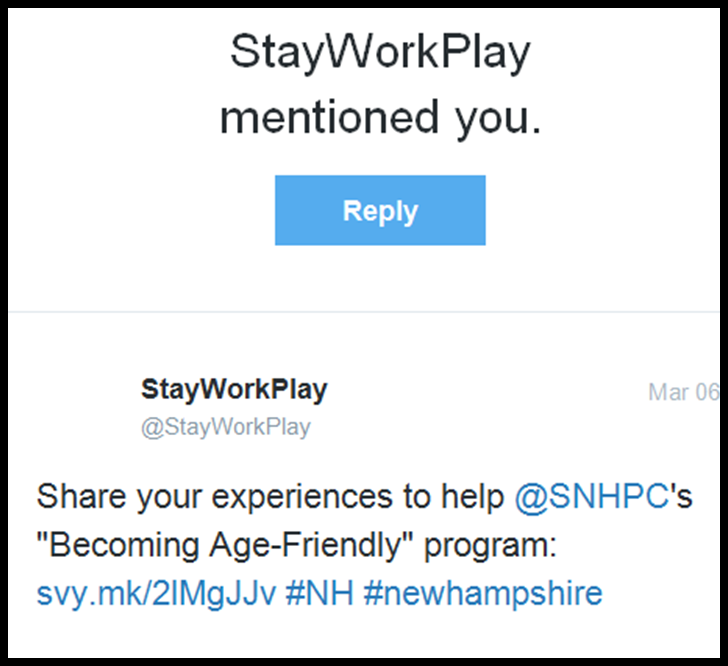 StayWorkPlay
mentioned you.
Reply
StayWorkPlay
Mar 06
@StayWorkPlay
Share your experiences to help @SNHPC's
"Becoming Age-Friendly" program:
svy.mk/2lMgJJv #NH #newhampshire